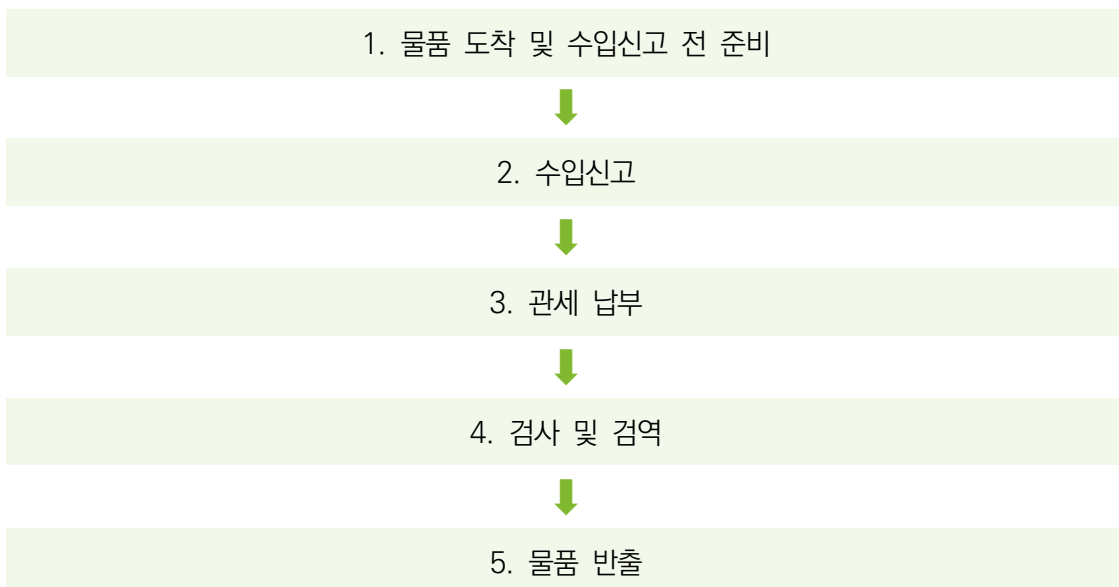 1. 물품 도착 및 수입신고 전 준비
2. 수입신고
3. 관세 납부
4. 검사 및 검역
5. 물품 반출